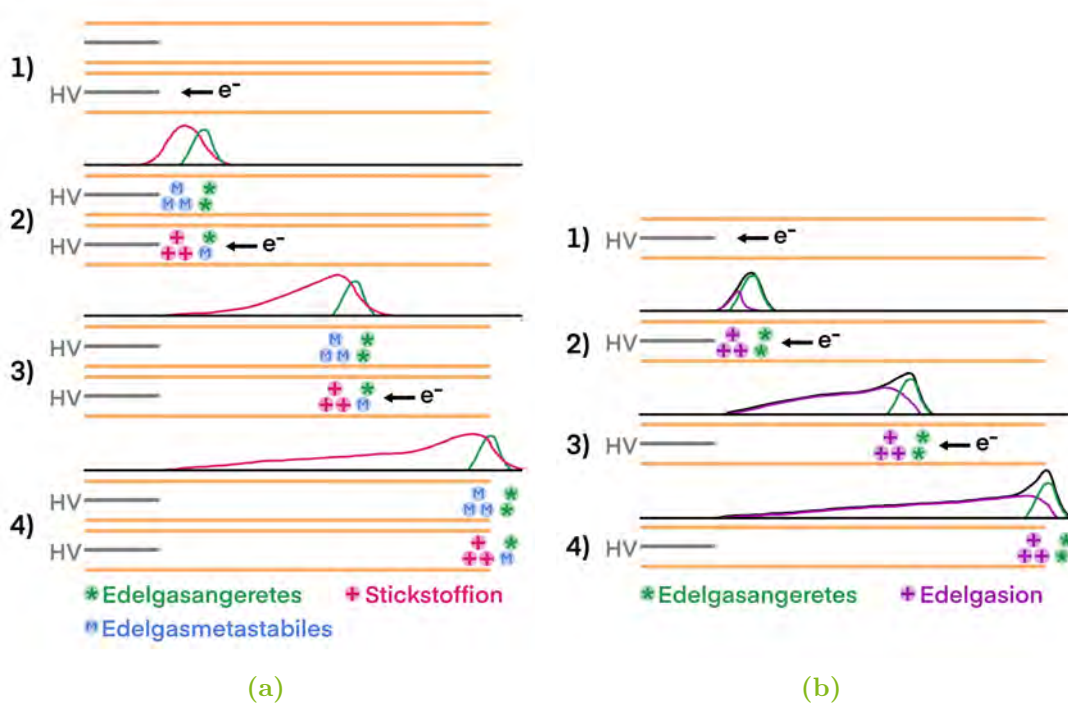 1)
HV
e⁻
HV
2)
HV
e⁻
HV
3)
HV
e⁻
HV
4)
HV
*Edelgasangeretes +Stickstoffion
M Edelgasmetastabiles
(a)
1) HV
e⁻
2) HV
+ + + * *
e⁻
3) HV
e⁻
4) HV
*Edelgasangeretes +Edelgasion
(b)